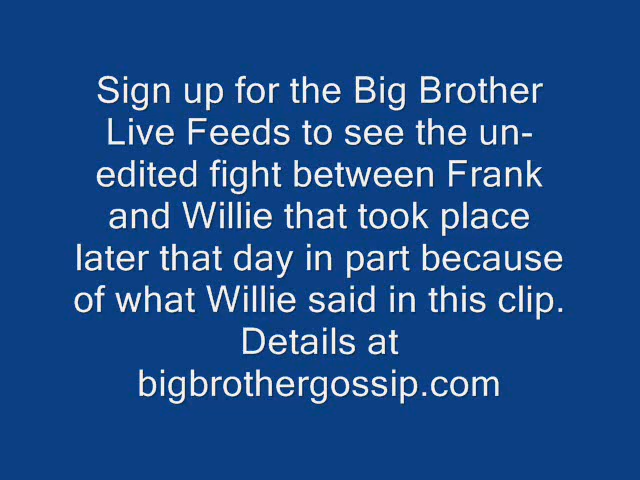 Sign up for the Big Brother
Live Feeds to see the un-
edited fight between Frank
and Willie that took place
later that day in part because
of what Willie said in this clip.
Details at
bigbrothergossip.com